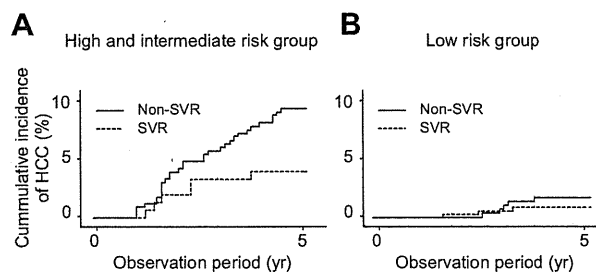 A
High and intermediate risk group
Cummulative incidence
of HCC (%)
10
5
0
Non-SVR
SVR
0
5
Observation period (yr)
B
Low risk group
10
5
0
Non-SVR
SVR
0
5
Observation period (yr)